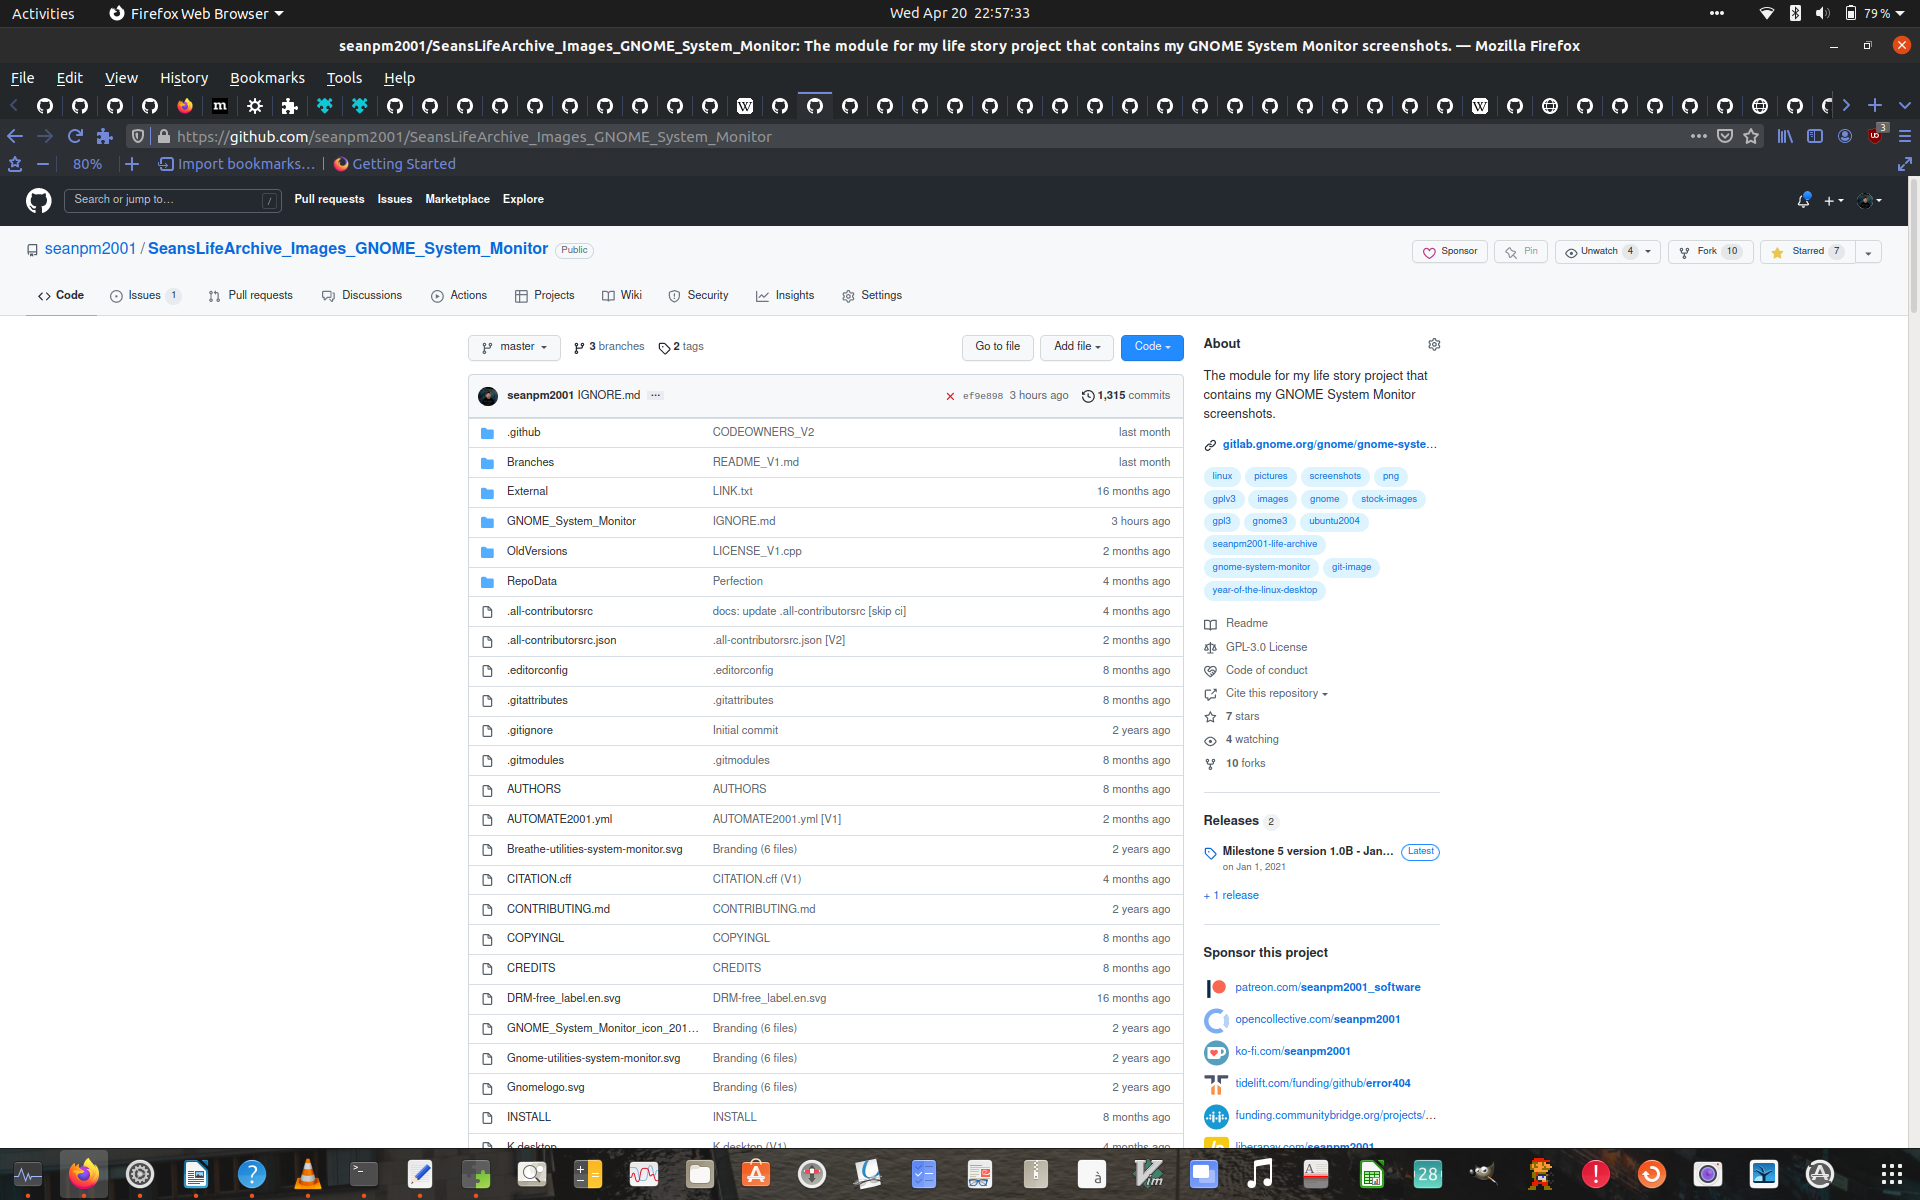 Activities Firefox Web Browser Wed Apr 20 22:57:33 79 %
seanpm2001/SeansLifeArchive_Images_GNOME_System_Monitor: The module for my life story project that contains my GNOME System Monitor screenshots. — Mozilla Firefox
File Edit View History Bookmarks Tools Help
https://github.com/seanpm2001/SeansLifeArchive_Images_GNOME_System_Monitor 3
80% Import bookmarks... Getting Started
Search or jump to... / Pull requests Issues Marketplace Explore
seanpm2001 / SeansLifeArchive_Images_GNOME_System_Monitor Public Sponsor Pin Unwatch 4 Fork 10 Starred 7
Code Issues 1 Pull requests Discussions Actions Projects Wiki Security Insights Settings
master 3 branches 2 tags Go to file Add file Code
seanpm2001 IGNORE.md ... ef9e898 3 hours ago 1,315 commits
.github CODEOWNERS_V2 last month
Branches README_V1.md last month
External LINK.txt 16 months ago
GNOME_System_Monitor IGNORE.md 3 hours ago
OldVersions LICENSE_V1.cpp 2 months ago
RepoData Perfection 4 months ago
.all-contributorsrc docs: update .all-contributorsrc [skip ci] 4 months ago
.all-contributorsrc.json .all-contributorsrc.json [V2] 2 months ago
.editorconfig .editorconfig 8 months ago
.gitattributes .gitattributes 8 months ago
.gitignore Initial commit 2 years ago
.gitmodules .gitmodules 8 months ago
AUTHORS AUTHORS 8 months ago
AUTOMATE2001.yml AUTOMATE2001.yml [V1] 2 months ago
Breathe-utilities-system-monitor.svg Branding (6 files) 2 years ago
CITATION.cff CITATION.cff (V1) 4 months ago
CONTRIBUTING.md CONTRIBUTING.md 2 years ago
COPYINGL COPYINGL 8 months ago
CREDITS CREDITS 8 months ago
DRM-free_label.en.svg DRM-free_label.en.svg 16 months ago
GNOME_System_Monitor_icon_201... Branding (6 files) 2 years ago
Gnome-utilities-system-monitor.svg Branding (6 files) 2 years ago
Gnomelogo.svg Branding (6 files) 2 years ago
INSTALL INSTALL 8 months ago
K.desktop K.desktop (V1) 4 months ago
About
The module for my life story project that
contains my GNOME System Monitor
screenshots.
gitlab.gnome.org/gnome/gnome-syste...
linux pictures screenshots png
gplv3 images gnome stock-images
gpl3 gnome3 ubuntu2004
seanpm2001-life-archive
gnome-system-monitor git-image
year-of-the-linux-desktop
Readme
GPL-3.0 License
Code of conduct
Cite this repository
7 stars
4 watching
10 forks
Releases 2
Milestone 5 version 1.0B - Jan... Latest
on Jan 1, 2021
+ 1 release
Sponsor this project
patreon.com/seanpm2001_software
opencollective.com/seanpm2001
ko-fi.com/seanpm2001
tidelift.com/funding/github/error404
funding.communitybridge.org/projects/...
liberapay.com/seanpm2001
28